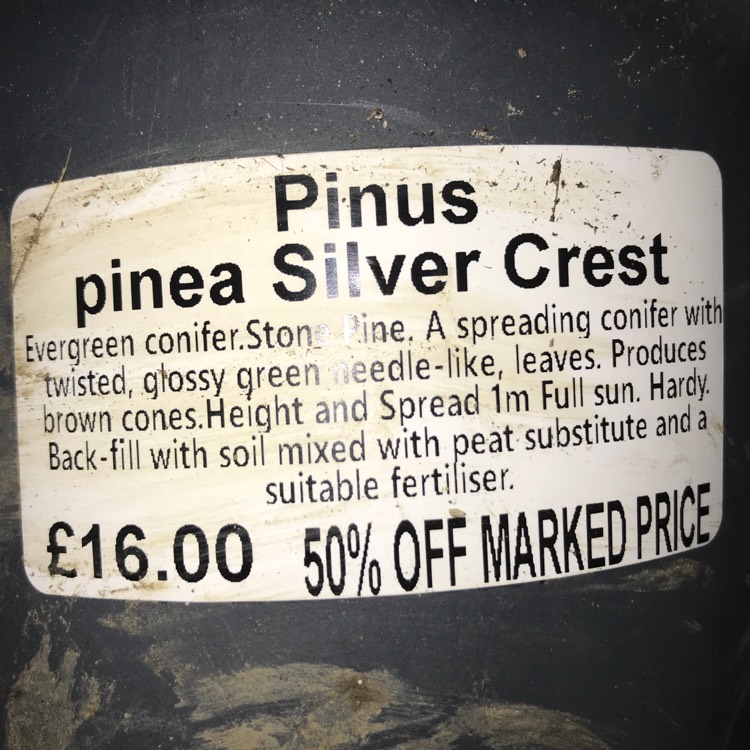 Pinus
pinea Silver Crest
Evergreen conifer.Stone Pine. A spreading conifer with
twisted, glossy green needle-like, leaves. Produces
brown cones.Height and Spread 1m Full sun. Hardy.
Back-fill with soil mixed with peat substitute and a
suitable fertiliser.
£16.00 50% OFF MARKED PRICE